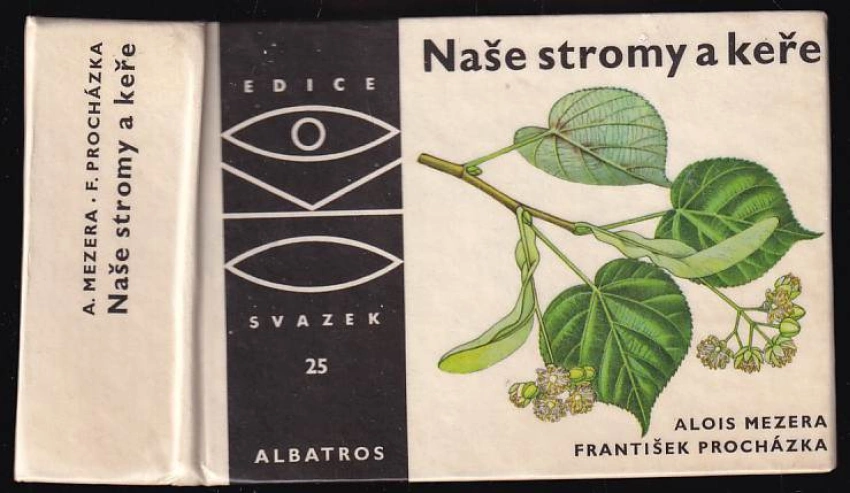 A. MEZERA · F. PROCHÁZKA
Naše stromy a keře
EDICE
SVAZEK
25
ALBATROS
Naše stromy a keře
ALOIS MEZERA
FRANTIŠEK PROCHÁZKA